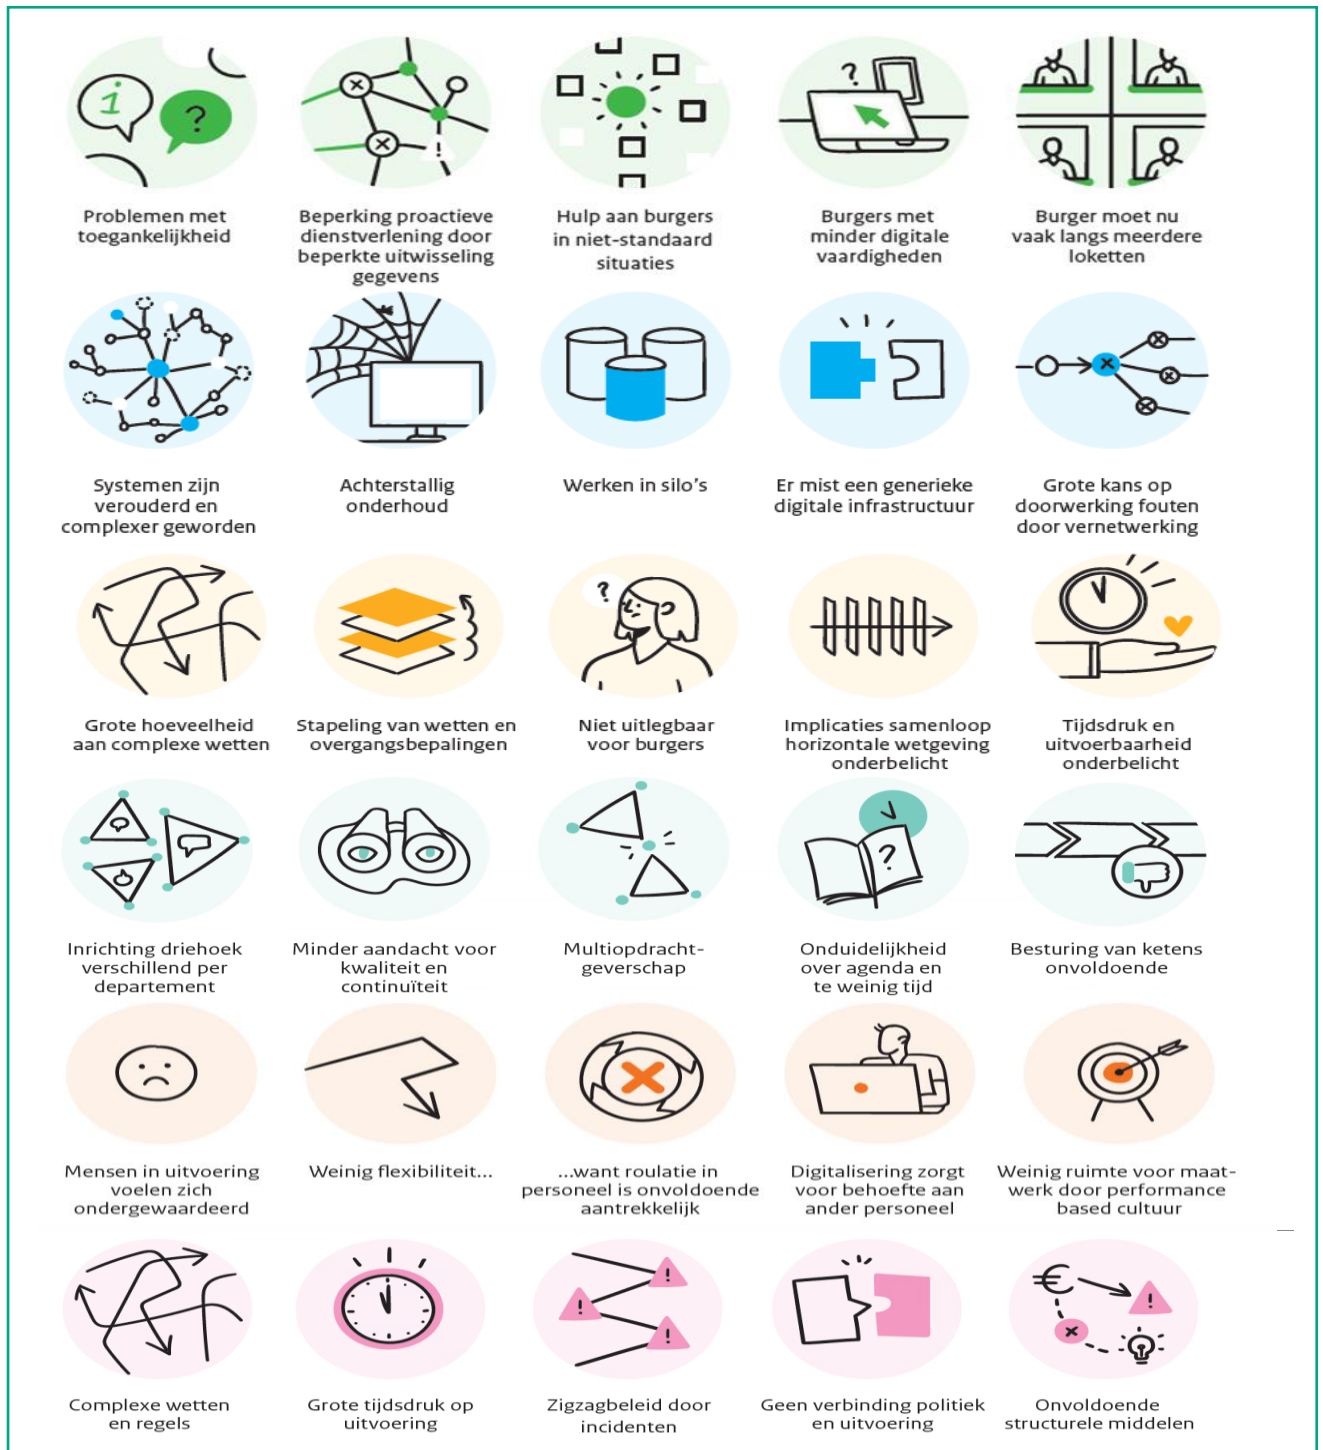 Problemen met
toegankelijkheid
Beperking proactieve
dienstverlening door
beperkte uitwisseling
gegevens
Hulp aan burgers
in niet-standaard
situaties
Burgers met
minder digitale
vaardigheden
Burger moet nu
vaak langs meerdere
loketten
Systemen zijn
verouderd en
complexer geworden
Achterstallig
onderhoud
Werken in silo's
Er mist een generieke
digitale infrastructuur
Grote kans op
doorwerking fouten
door vernetwerking
Grote hoeveelheid
aan complexe wetten
Stapeling van wetten en
overgangsbepalingen
Niet uitlegbaar
voor burgers
Implicaties samenloop
horizontale wetgeving
onderbelicht
Tijdsdruk en
uitvoerbaarheid
onderbelicht
Inrichting driehoek
verschillend per
departement
Minder aandacht voor
kwaliteit en
continuïteit
Multiopdracht-
geverschap
Onduidelijkheid
over agenda en
te weinig tijd
Besturing van ketens
onvoldoende
Mensen in uitvoering
voelen zich
ondergewaardeerd
Weinig flexibiliteit...
...want roulatie in
personeel is onvoldoende
aantrekkelijk
Digitalisering zorgt
voor behoefte aan
ander personeel
Weinig ruimte voor maat-
werk door performance
based cultuur
Complexe wetten
en regels
Grote tijdsdruk op
uitvoering
Zigzagbeleid door
incidenten
Geen verbinding politiek
en uitvoering
Onvoldoende
structurele middelen